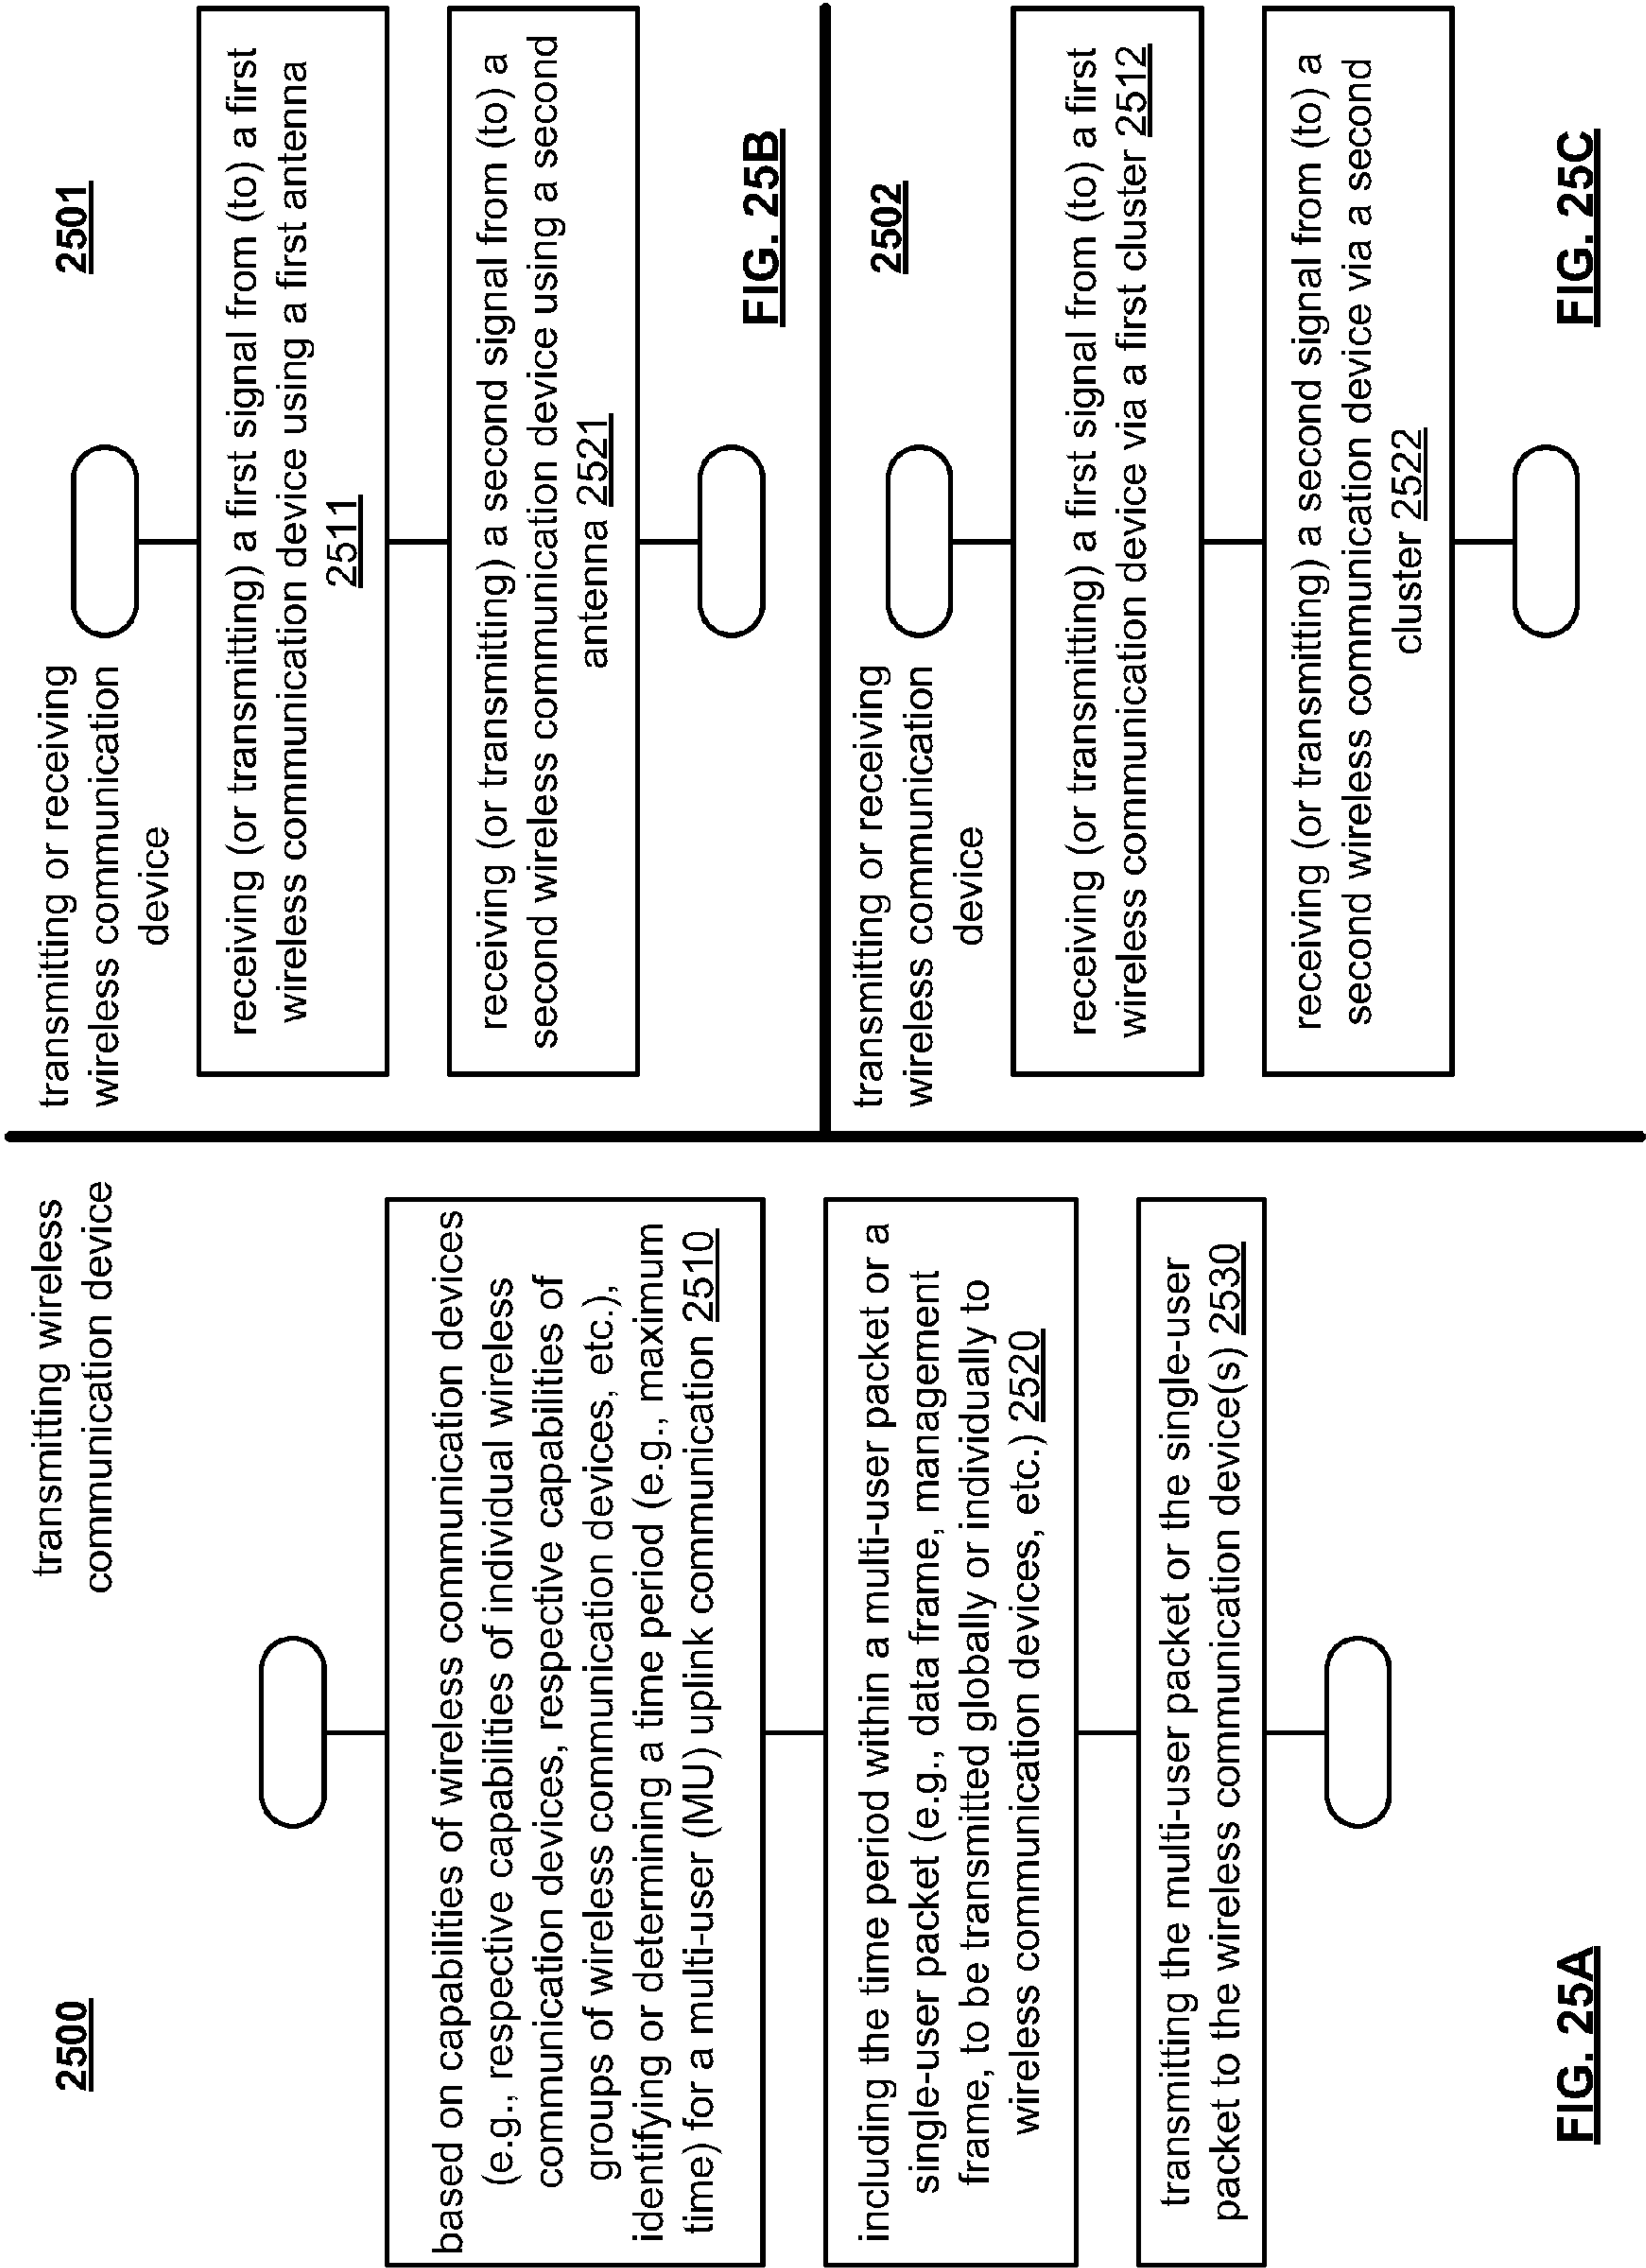 2500
transmitting wireless
communication device
based on capabilities of wireless communication devices
(e.g., respective capabilities of individual wireless
communication devices, respective capabilities of
groups of wireless communication devices, etc.),
identifying or determining a time period (e.g., maximum
time) for a multi-user (MU) uplink communication 2510
including the time period within a multi-user packet or a
single-user packet (e.g., data frame, management
frame, to be transmitted globally or individually to
wireless communication devices, etc.) 2520
transmitting the multi-user packet or the single-user
packet to the wireless communication device(s) 2530
FIG. 25A
transmitting or receiving
wireless communication
device
2501
receiving (or transmitting) a first signal from (to) a first
wireless communication device using a first antenna
2511
receiving (or transmitting) a second signal from (to) a
second wireless communication device using a second
antenna 2521
FIG. 25B
transmitting or receiving
wireless communication
device
2502
receiving (or transmitting) a first signal from (to) a first
wireless communication device via a first cluster 2512
receiving (or transmitting) a second signal from (to) a
second wireless communication device via a second
cluster 2522
FIG. 25C